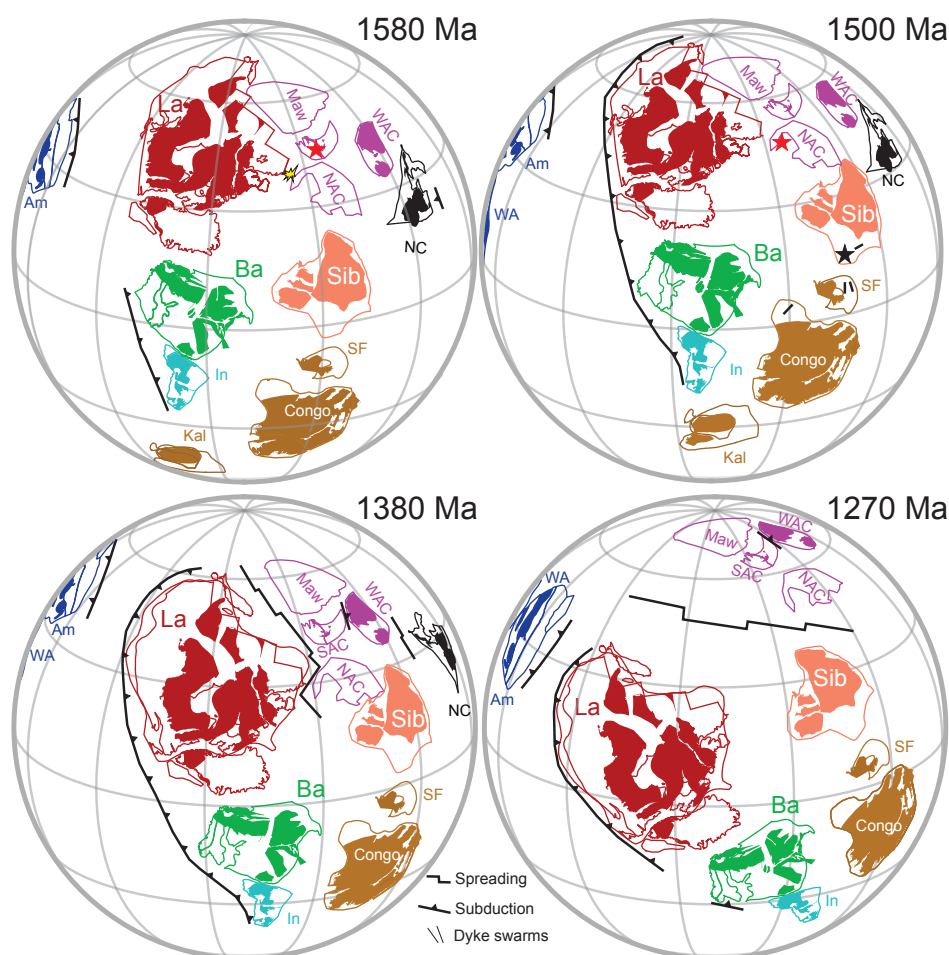 1580 Ma
La
Maw
WAC
NAC
Am
NC
Ba
Sib
In
SF
Congo
Kal
1500 Ma
La
Maw
WAC
NAC
Am
NC
WA
Sib
Ba
SF
In
Congo
Kal
1380 Ma
La
Maw
WAC
SAC
NAC
Am
WA
Sib
NC
Ba
SF
Congo
In
1270 Ma
WAC
Maw
SAC
NAC
WA
Am
La
Sib
SF
Ba
Congo
In
Spreading
Subduction
Dyke swarms